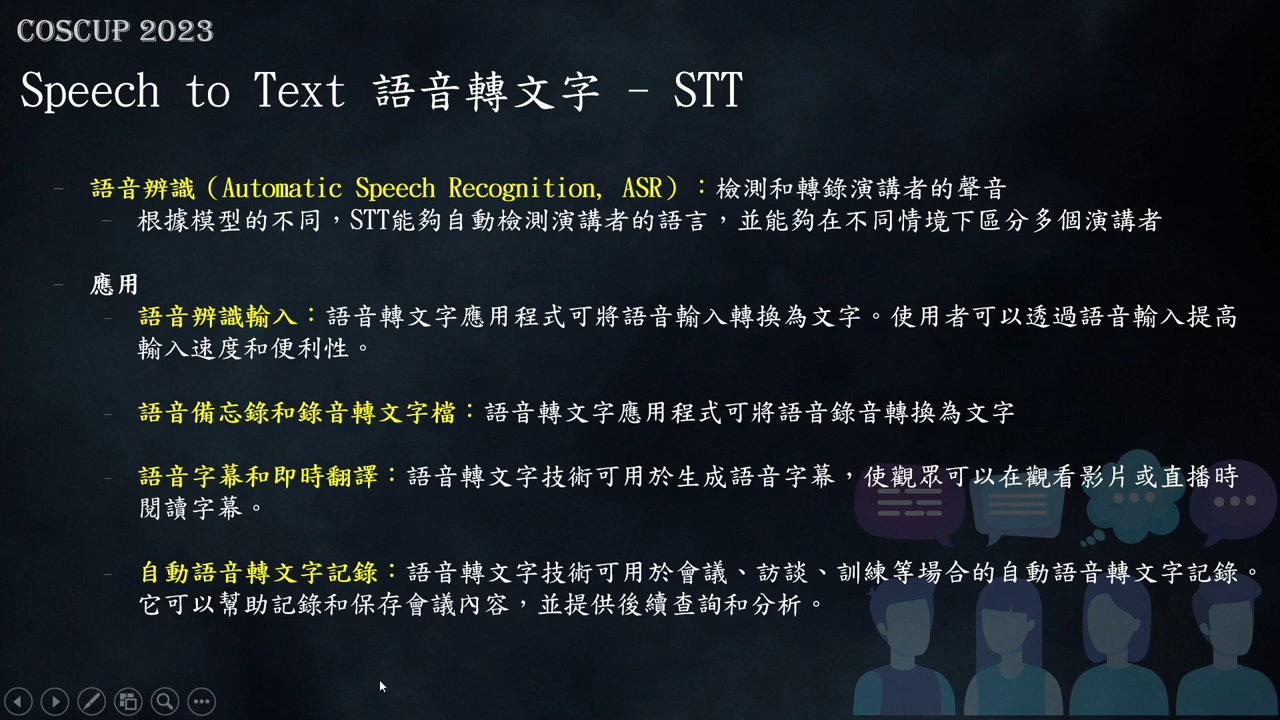 COSCUP 2023
Speech to Text 語音轉文字 - STT
- 語音辨識（Automatic Speech Recognition, ASR）：檢測和轉錄演講者的聲音
- 根據模型的不同，STT能夠自動檢測演講者的語言，並能夠在不同情境下區分多個演講者
- 應用
- 語音辨識輸入：語音轉文字應用程式可將語音輸入轉換為文字。使用者可以透過語音輸入提高
輸入速度和便利性。
- 語音備忘錄和錄音轉文字檔：語音轉文字應用程式可將語音錄音轉換為文字
- 語音字幕和即時翻譯：語音轉文字技術可用於生成語音字幕，使觀眾可以在觀看影片或直播時
閱讀字幕。
- 自動語音轉文字記錄：語音轉文字技術可用於會議、訪談、訓練等場合的自動語音轉文字記錄。
它可以幫助記錄和保存會議內容，並提供後續查詢和分析。